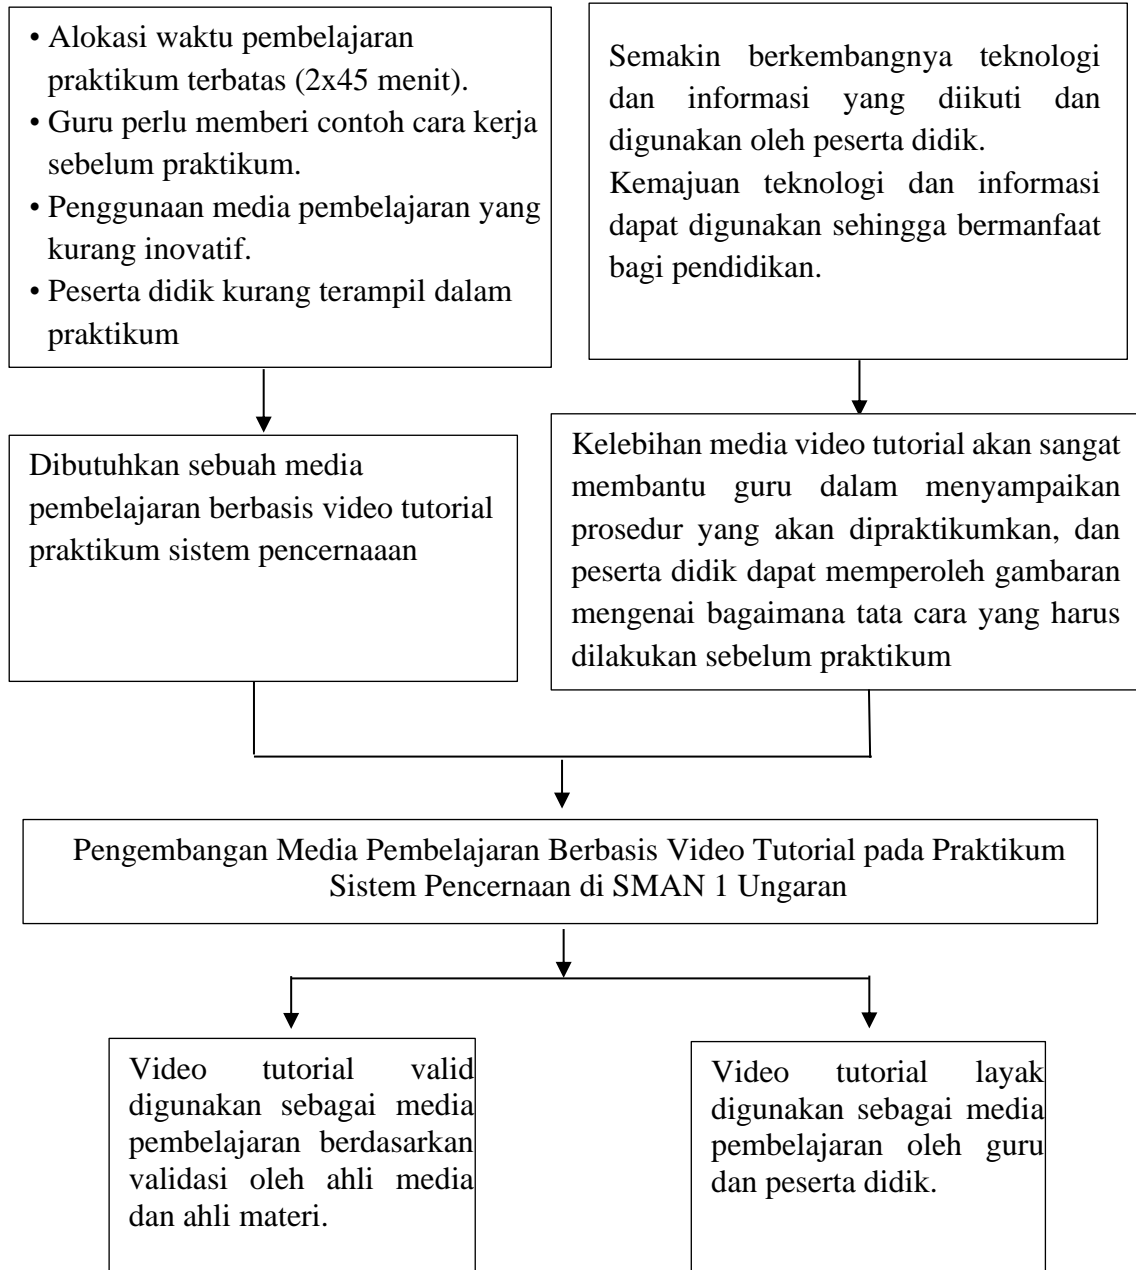 • Alokasi waktu pembelajaran
praktikum terbatas (2x45 menit).
• Guru perlu memberi contoh cara kerja
sebelum praktikum.
• Penggunaan media pembelajaran yang
kurang inovatif.
• Peserta didik kurang terampil dalam
praktikum
Semakin berkembangnya teknologi
dan informasi yang diikuti dan
digunakan oleh peserta didik.
Kemajuan teknologi dan informasi
dapat digunakan sehingga bermanfaat
bagi pendidikan.
Dibutuhkan sebuah media
pembelajaran berbasis video tutorial
praktikum sistem pencernaaan
Kelebihan media video tutorial akan sangat
membantu guru dalam menyampaikan
prosedur yang akan dipraktikumkan, dan
peserta didik dapat memperoleh gambaran
mengenai bagaimana tata cara yang harus
dilakukan sebelum praktikum
Pengembangan Media Pembelajaran Berbasis Video Tutorial pada Praktikum
Sistem Pencernaan di SMAN 1 Ungaran
Video tutorial valid
digunakan sebagai media
pembelajaran berdasarkan
validasi oleh ahli media
dan ahli materi.
Video tutorial layak
digunakan sebagai media
pembelajaran oleh guru
dan peserta didik.